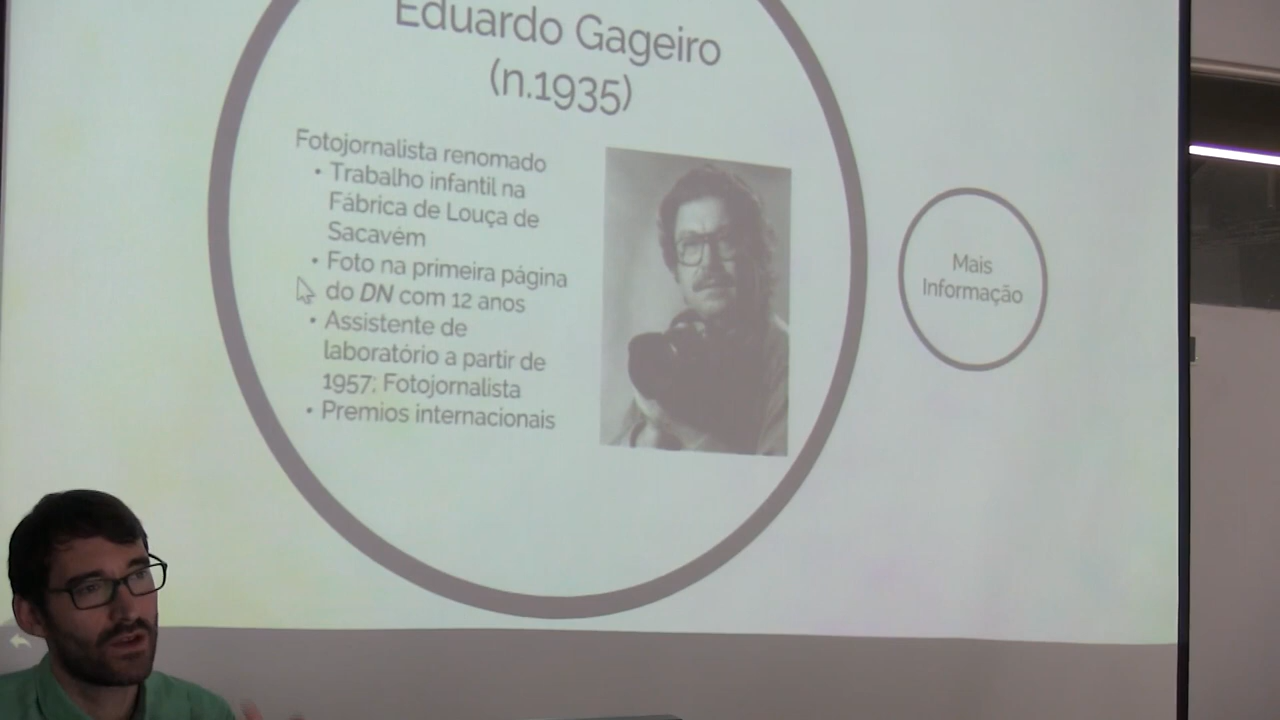 Eduardo Gageiro
(n.1935)
Fotojornalista renomado
• Trabalho infantil na
Fábrica de Louça de
Sacavém
• Foto na primeira página
do DN com 12 anos
• Assistente de
laboratório a partir de
1957: Fotojornalista
• Premios internacionais
Mais
Informação